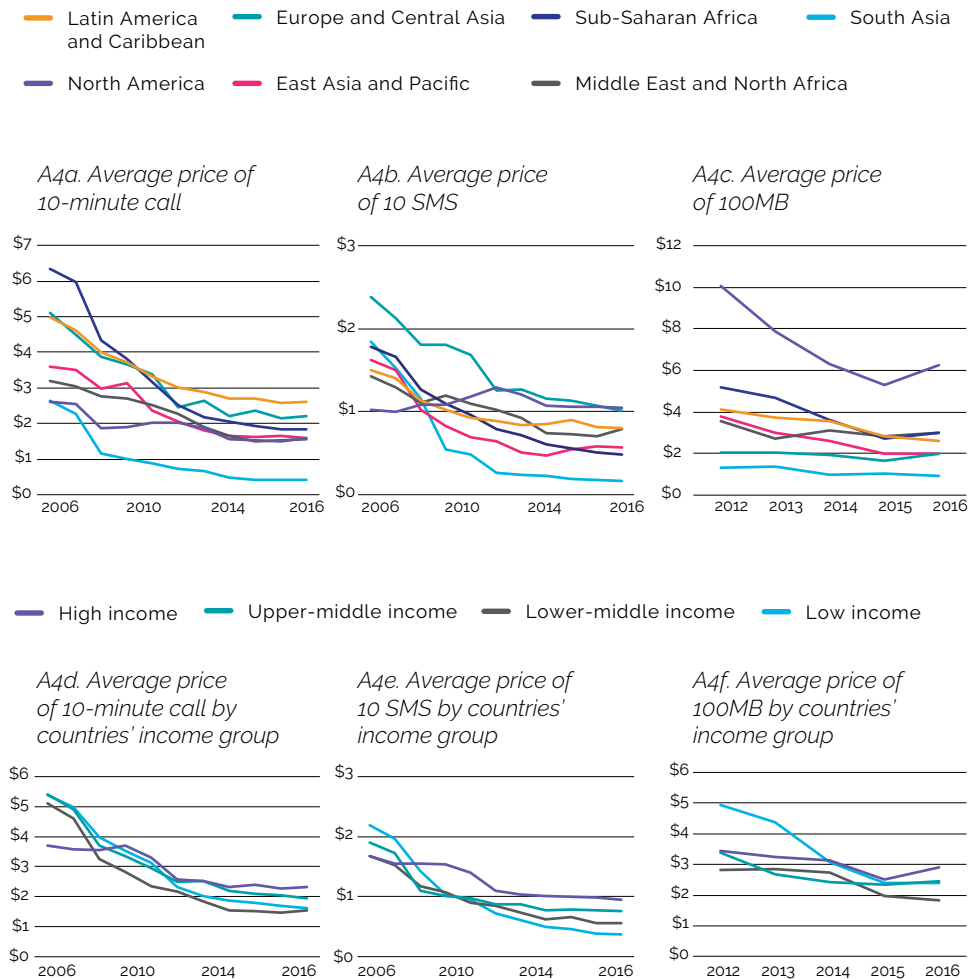 Latin America
and Caribbean
Europe and Central Asia
Sub-Saharan Africa
South Asia
North America
East Asia and Pacific
Middle East and North Africa
A4a. Average price of
10-minute call
$7
$6
$5
$4
$3
$2
$1
$0
2006 2010 2014 2016
A4b. Average price
of 10 SMS
$3
$2
$1
$0
2006 2010 2014 2016
A4c. Average price
of 100MB
$12
$10
$8
$6
$4
$2
$0
2012 2013 2014 2015 2016
High income
Upper-middle income
Lower-middle income
Low income
A4d. Average price
of 10-minute call by
countries' income group
$6
$5
$4
$3
$2
$1
$0
2006 2010 2014 2016
A4e. Average price of
10 SMS by countries'
income group
$3
$2
$1
$0
2006 2010 2014 2016
A4f. Average price of
100MB by countries'
income group
$6
$5
$4
$3
$2
$1
$0
2012 2013 2014 2015 2016